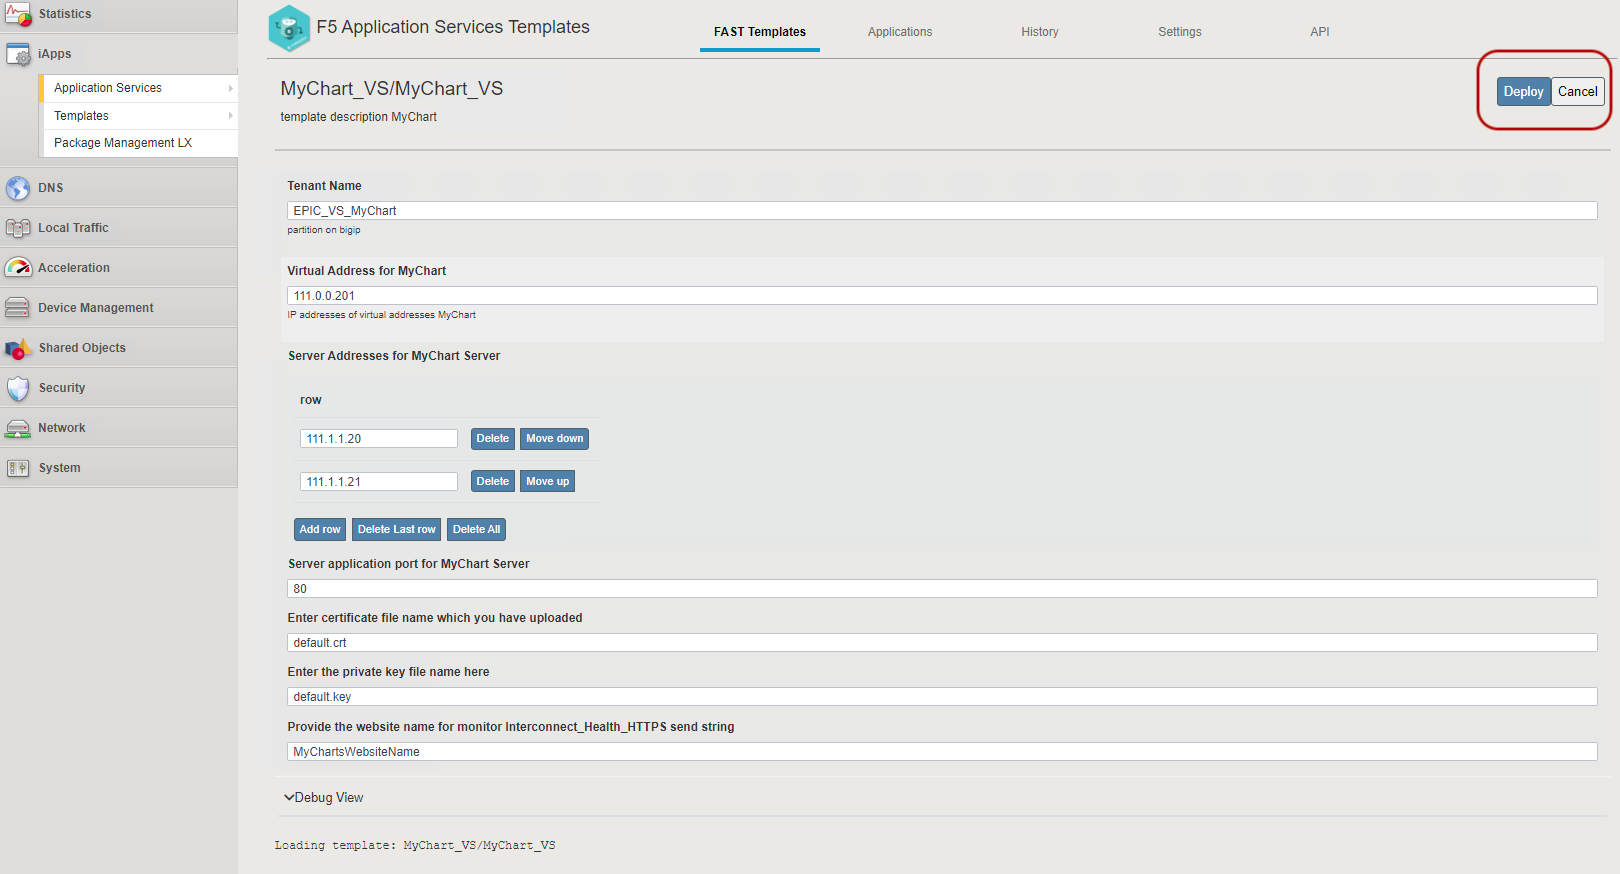 Statistics
iApps
Application Services
Templates
Package Management LX
DNS
Local Traffic
Acceleration
Device Management
Shared Objects
Security
Network
System
F5 Application Services Templates
FAST Templates
Applications
History
Settings
API
MyChart_VS/MyChart_VS
template description MyChart
Deploy
Cancel
Tenant Name
EPIC_VS_MyChart
partition on bigip
Virtual Address for MyChart
111.0.0.201
IP addresses of virtual addresses MyChart
Server Addresses for MyChart Server
row
111.1.1.20 Delete Move down
111.1.1.21 Delete Move up
Add row Delete Last row Delete All
Server application port for MyChart Server
80
Enter certificate file name which you have uploaded
default.crt
Enter the private key file name here
default.key
Provide the website name for monitor Interconnect_Health_HTTPS send string
MyChartsWebsiteName
Debug View
Loading template: MyChart_VS/MyChart_VS